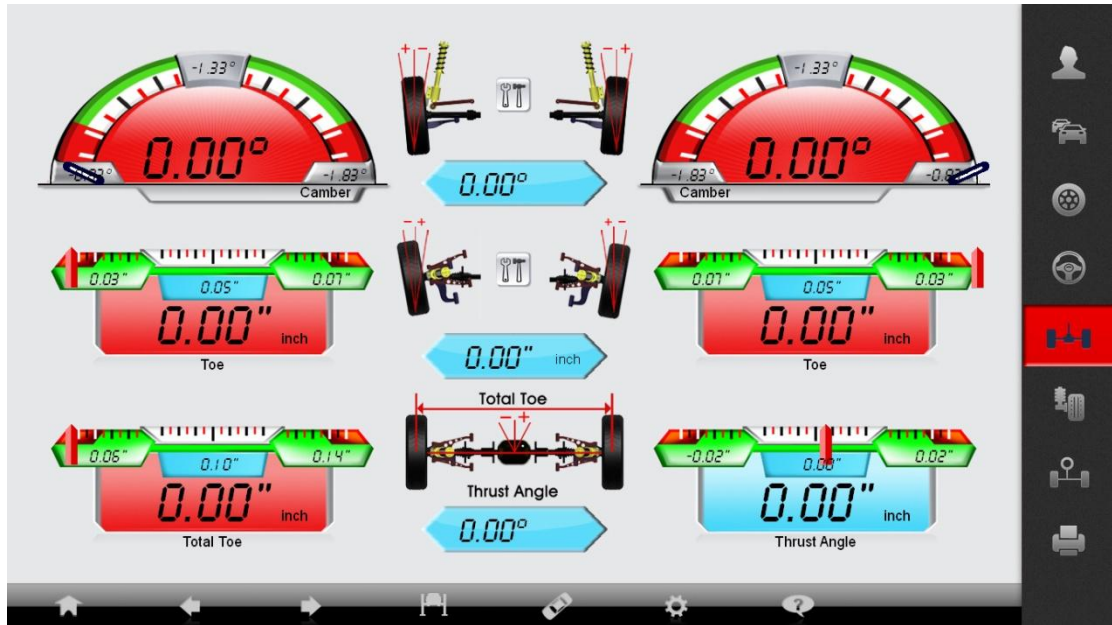 -1.33° -1.33°
+ - - +
0.00° 0.00°
-1.83° -1.83°
Camber 0.00° Camber
- + - +
0.03" 0.07" 0.07" 0.03"
0.05" 0.05"
0.00" inch 0.00" inch
Toe 0.00" inch Toe
Total Toe
- +
0.06" 0.14" -0.02" 0.02"
0.10"
0.00" inch 0.00" inch
Thrust Angle
Total Toe 0.00° Thrust Angle
?